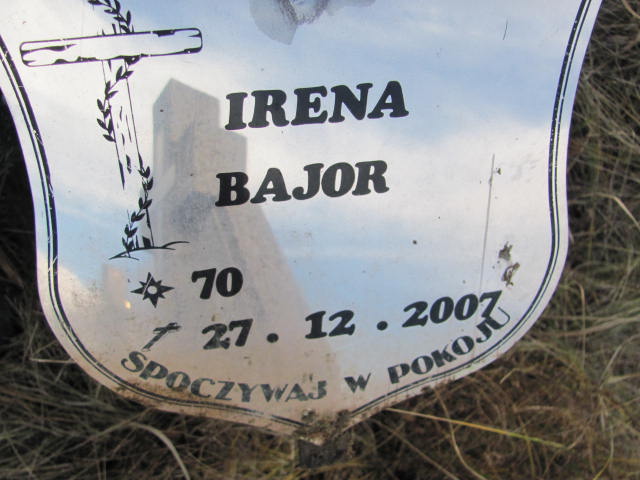 IRENA
BAJOR
70
27 . 12 . 2007
SPOCZYWAJ W POKOJU